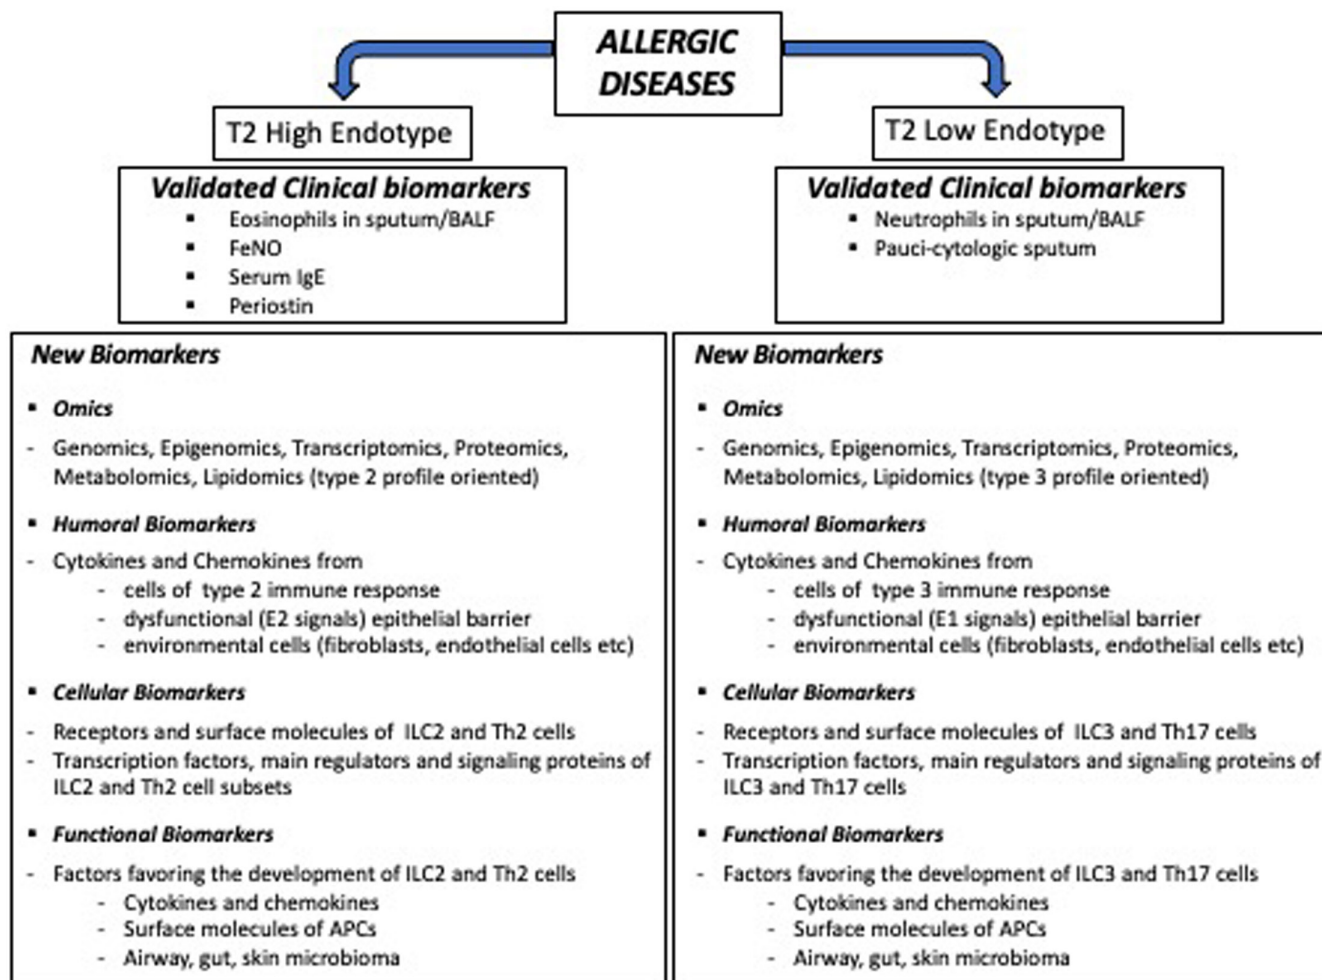 ALLERGIC
DISEASES
T2 High Endotype
Validated Clinical biomarkers
▪ Eosinophils in sputum/BALF
▪ FeNO
▪ Serum IgE
▪ Periostin
New Biomarkers
▪ Omics
- Genomics, Epigenomics, Transcriptomics, Proteomics,
Metabolomics, Lipidomics (type 2 profile oriented)
▪ Humoral Biomarkers
- Cytokines and Chemokines from
- cells of type 2 immune response
- dysfunctional (E2 signals) epithelial barrier
- environmental cells (fibroblasts, endothelial cells etc)
▪ Cellular Biomarkers
- Receptors and surface molecules of ILC2 and Th2 cells
- Transcription factors, main regulators and signaling proteins of
ILC2 and Th2 cell subsets
▪ Functional Biomarkers
- Factors favoring the development of ILC2 and Th2 cells
- Cytokines and chemokines
- Surface molecules of APCs
- Airway, gut, skin microbioma
T2 Low Endotype
Validated Clinical biomarkers
▪ Neutrophils in sputum/BALF
▪ Pauci-cytologic sputum
New Biomarkers
▪ Omics
- Genomics, Epigenomics, Transcriptomics, Proteomics,
Metabolomics, Lipidomics (type 3 profile oriented)
▪ Humoral Biomarkers
- Cytokines and Chemokines from
- cells of type 3 immune response
- dysfunctional (E1 signals) epithelial barrier
- environmental cells (fibroblasts, endothelial cells etc)
▪ Cellular Biomarkers
- Receptors and surface molecules of ILC3 and Th17 cells
- Transcription factors, main regulators and signaling proteins of
ILC3 and Th17 cells
▪ Functional Biomarkers
- Factors favoring the development of ILC3 and Th17 cells
- Cytokines and chemokines
- Surface molecules of APCs
- Airway, gut, skin microbioma